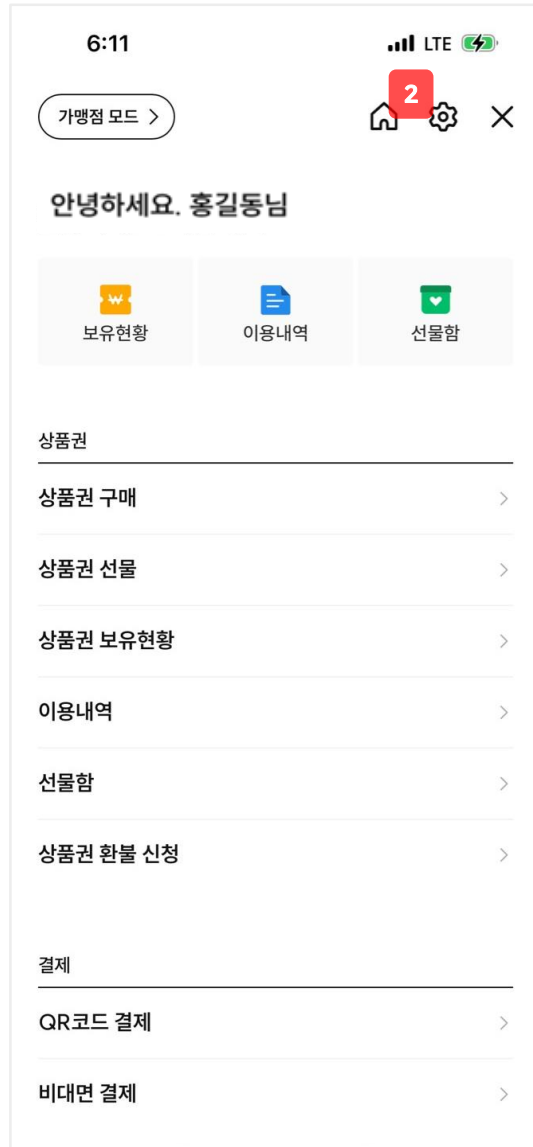 6:11 LTE
2
가맹점 모드 >
안녕하세요. 홍길동님
보유현황 이용내역 선물함
상품권
상품권 구매
상품권 선물
상품권 보유현황
이용내역
선물함
상품권 환불 신청
결제
QR코드 결제
비대면 결제